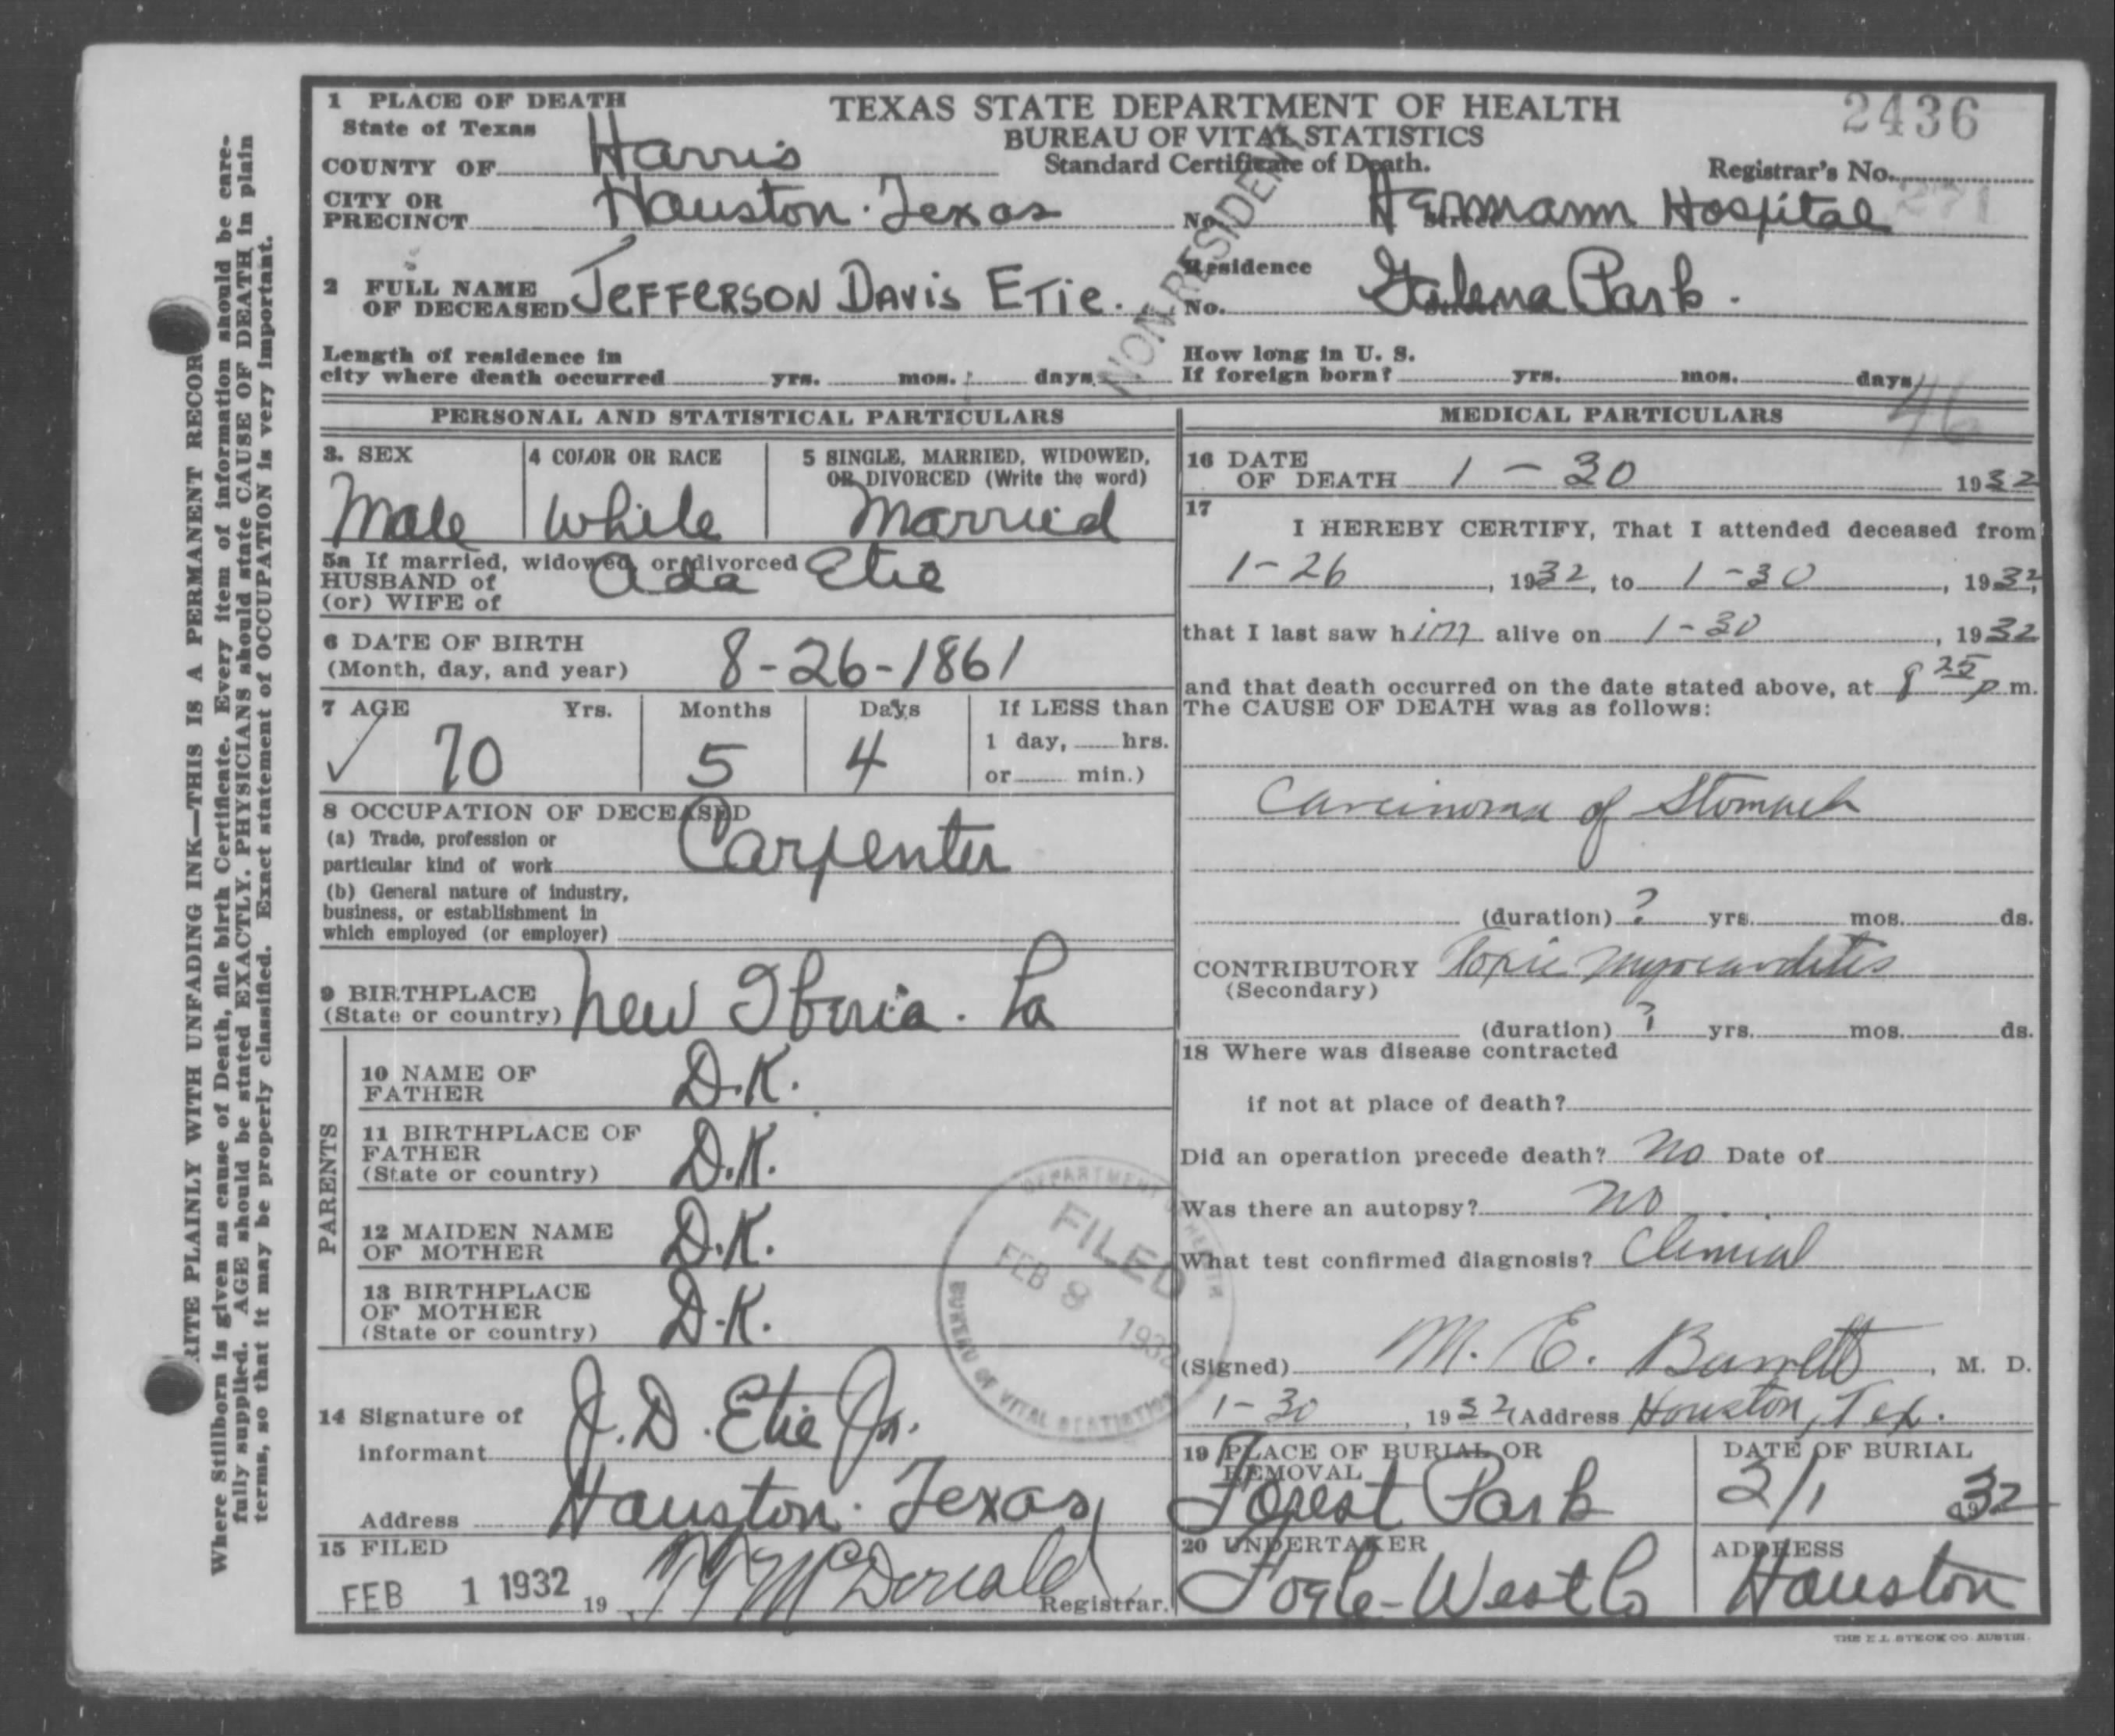 2436
1 PLACE OF DEATH
State of Texas
TEXAS STATE DEPARTMENT OF HEALTH
BUREAU OF VITAL STATISTICS
Standard Certificate of Death.
COUNTY OF Harris
Registrar's No. 271
CITY OR PRECINCT Houston. Texas No. Hermann Hospital Street
NON RESIDENT
2 FULL NAME OF DECEASED JEFFERSON DAVIS ETIE.
Residence No. Galena Park.
Length of residence in city where death occurred yrs. mos. days
How long in U. S. If foreign born? yrs. mos. days
46
PERSONAL AND STATISTICAL PARTICULARS
3. SEX Male
4 COLOR OR RACE White
5 SINGLE, MARRIED, WIDOWED, OR DIVORCED (Write the word) Married
5a If married, widowed, or divorced
HUSBAND of
(or) WIFE of
Ada Etie
6 DATE OF BIRTH
(Month, day, and year) 8-26-1861
7 AGE Yrs. Months Days If LESS than
1 day, hrs.
or min.)
✓ 70 5 4
8 OCCUPATION OF DECEASED
(a) Trade, profession or
particular kind of work Carpenter
(b) General nature of industry,
business, or establishment in
which employed (or employer)
9 BIRTHPLACE
(State or country) New Iberia. La
PARENTS
10 NAME OF FATHER D.K.
11 BIRTHPLACE OF FATHER (State or country) D.K.
12 MAIDEN NAME OF MOTHER D.K.
13 BIRTHPLACE OF MOTHER (State or country) D.K.
14 Signature of
informant J. D. Etie Jr.
Address Houston. Texas
15 FILED
FEB 1 1932 19 McDonald Registrar.
MEDICAL PARTICULARS
16 DATE OF DEATH 1-30 1932
17
I HEREBY CERTIFY, That I attended deceased from
1-26, 1932, to 1-30, 1932,
that I last saw him alive on 1-30, 1932
and that death occurred on the date stated above, at 8 25 p m.
The CAUSE OF DEATH was as follows:
Carcinoma of Stomach
(duration) ? yrs. mos. ds.
CONTRIBUTORY Toxic myocarditis
(Secondary)
(duration) ? yrs. mos. ds.
18 Where was disease contracted
if not at place of death?
Did an operation precede death? No Date of
Was there an autopsy? No
What test confirmed diagnosis? Clinical
(Signed) M. E. , M. D.
1-30, 1932 (Address Houston, Tex.
19 PLACE OF BURIAL OR REMOVAL
Forest Park
DATE OF BURIAL
2/1 1932
20 UNDERTAKER
Fogle-West Co
ADDRESS
Houston
DEPARTMENT OF HEALTH
FILED
FEB 8 1932
BUREAU OF VITAL STATISTICS
THE E.L. STECK CO. AUSTIN.
RITE PLAINLY WITH UNFADING INK—THIS IS A PERMANENT RECOR
Where Stillborn is given as cause of Death, file birth Certificate. Every item of information should be care-
fully supplied. AGE should be stated EXACTLY. PHYSICIANS should state CAUSE OF DEATH in plain
terms, so that it may be properly classified. Exact statement of OCCUPATION is very important.